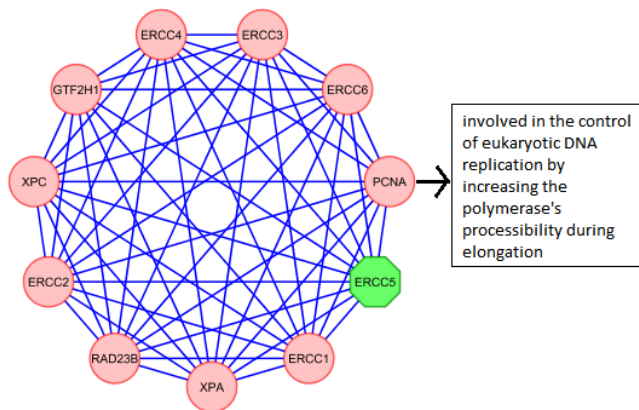 ERCC4
ERCC3
GTF2H1
ERCC6
XPC
PCNA
ERCC2
ERCC5
RAD23B
ERCC1
XPA
involved in the control
of eukaryotic DNA
replication by
increasing the
polymerase's
processibility during
elongation